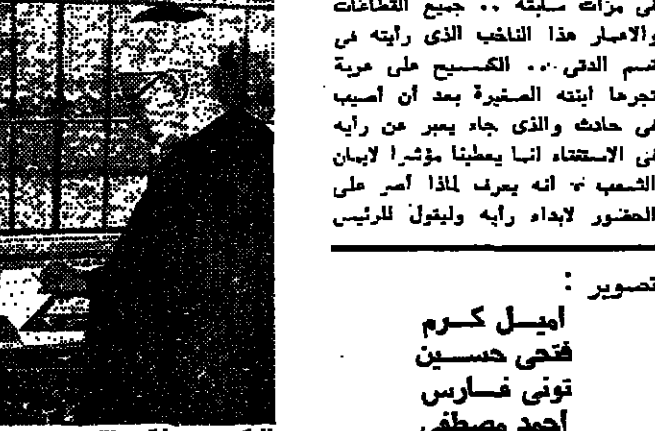 فى مرات سابقة .. جميع القطاعات
والاعمار هذا الناخب الذى رأيته فى
قسم الدقى .. الكسيح على عربة
تجرها ابنته الصغيرة بعد أن أصيب
فى حادث والذى جاء يعبر عن رأيه
فى الاستفتاء انما يعطينا مؤشرا لايمان
الشعب .. انه يعرف لماذا أصر على
الحضور لابداء رأيه وليقول للرئيس
تصوير :
اميل كرم
فتحى حسين
تونى فارس
أحمد مصطفى